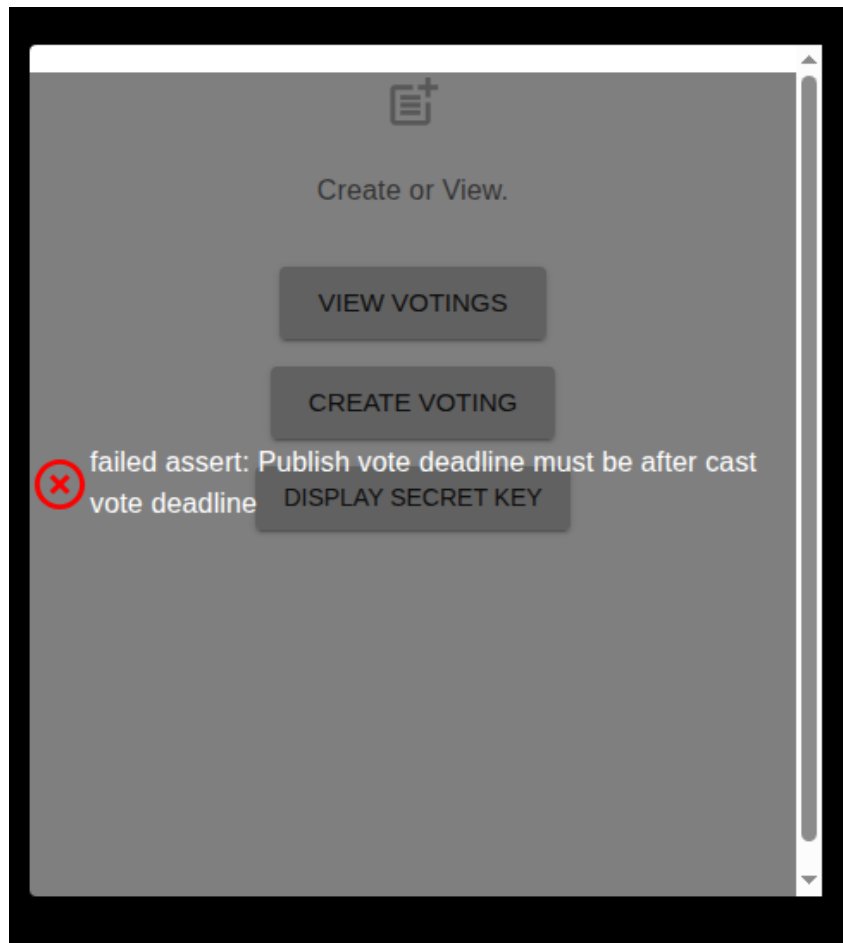 Create or View.
VIEW VOTINGS
CREATE VOTING
failed assert: Publish vote deadline must be after cast
vote deadline
DISPLAY SECRET KEY